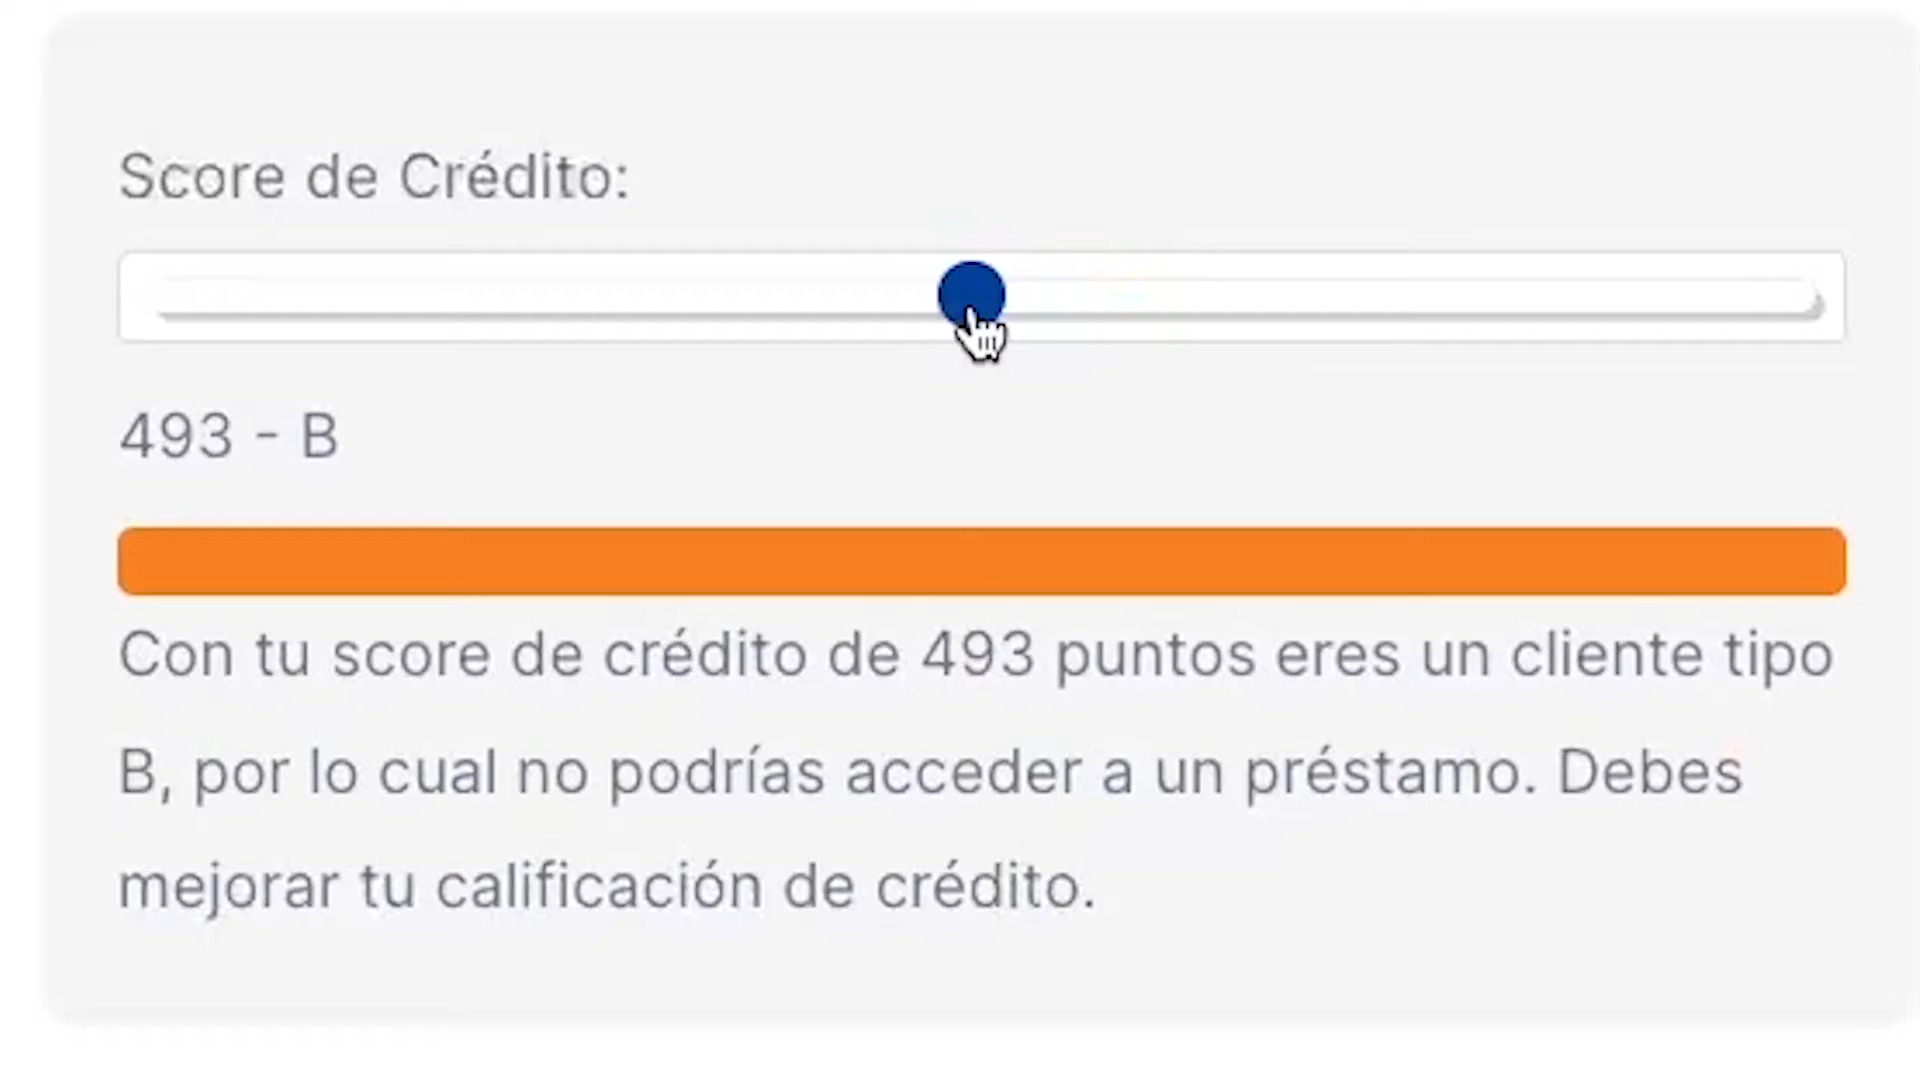 Score de Crédito:
493 - B
Con tu score de crédito de 493 puntos eres un cliente tipo
B, por lo cual no podrías acceder a un préstamo. Debes
mejorar tu calificación de crédito.